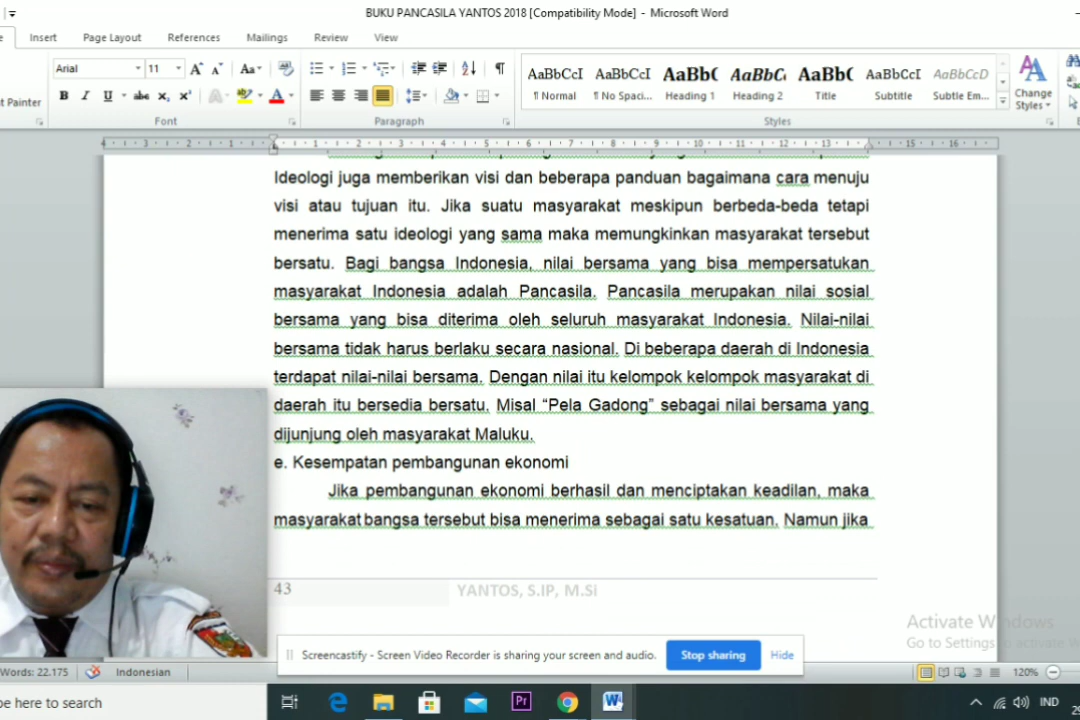 BUKU PANCASILA YANTOS 2018 [Compatibility Mode] - Microsoft Word
Insert Page Layout References Mailings Review View
Arial 11
Painter
Font Paragraph Styles
AaBbCcI AaBbCcI AaBbC AaBbC AaBbC AaBbCcI AaBbCcD
¶ Normal ¶ No Spaci... Heading 1 Heading 2 Title Subtitle Subtle Em...
Change Styles
Ideologi juga memberikan visi dan beberapa panduan bagaimana cara menuju
visi atau tujuan itu. Jika suatu masyarakat meskipun berbeda-beda tetapi
menerima satu ideologi yang sama maka memungkinkan masyarakat tersebut
bersatu. Bagi bangsa Indonesia, nilai bersama yang bisa mempersatukan
masyarakat Indonesia adalah Pancasila. Pancasila merupakan nilai sosial
bersama yang bisa diterima oleh seluruh masyarakat Indonesia. Nilai-nilai
bersama tidak harus berlaku secara nasional. Di beberapa daerah di Indonesia
terdapat nilai-nilai bersama. Dengan nilai itu kelompok kelompok masyarakat di
daerah itu bersedia bersatu. Misal “Pela Gadong” sebagai nilai bersama yang
dijunjung oleh masyarakat Maluku.
e. Kesempatan pembangunan ekonomi
Jika pembangunan ekonomi berhasil dan menciptakan keadilan, maka
masyarakat bangsa tersebut bisa menerima sebagai satu kesatuan. Namun jika
43 YANTOS, S.IP, M.Si
Activate Windows
Go to Settings to activate
Screencastify - Screen Video Recorder is sharing your screen and audio. Stop sharing Hide
Words: 22.175 Indonesian 120%
here to search
IND